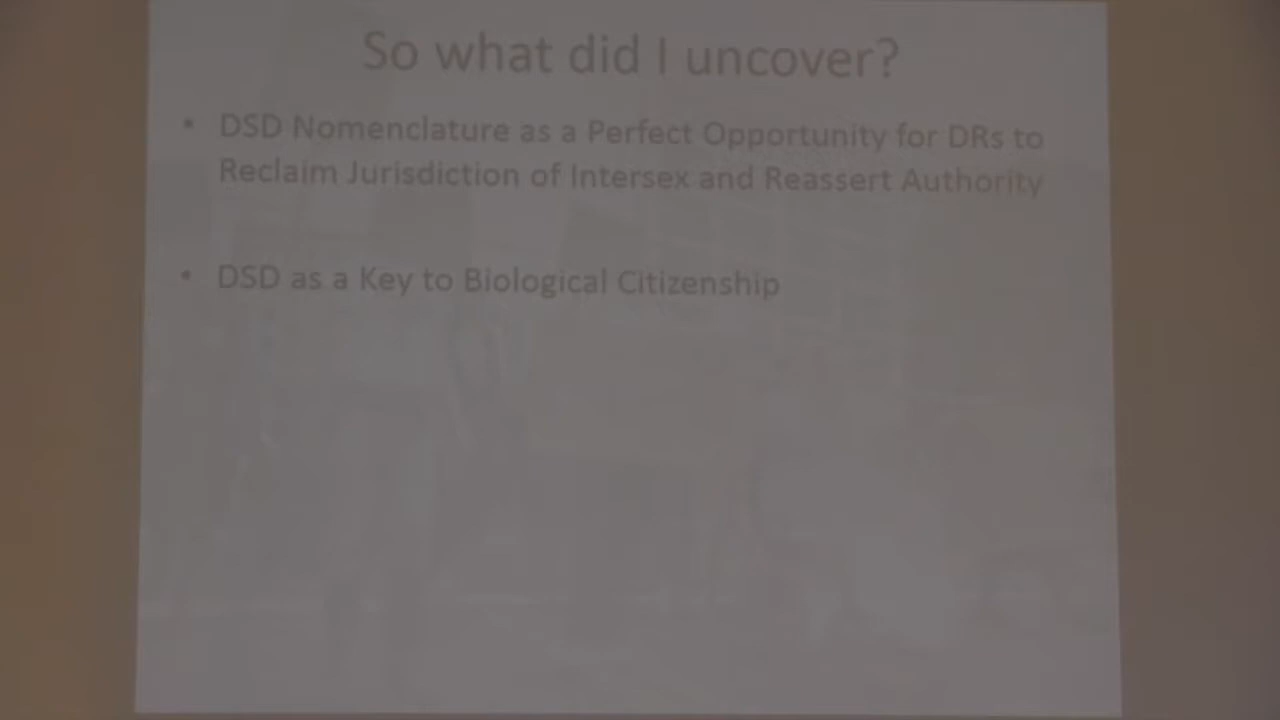 So what did I uncover?
• DSD Nomenclature as a Perfect Opportunity for DRs to
Reclaim Jurisdiction of Intersex and Reassert Authority
• DSD as a Key to Biological Citizenship